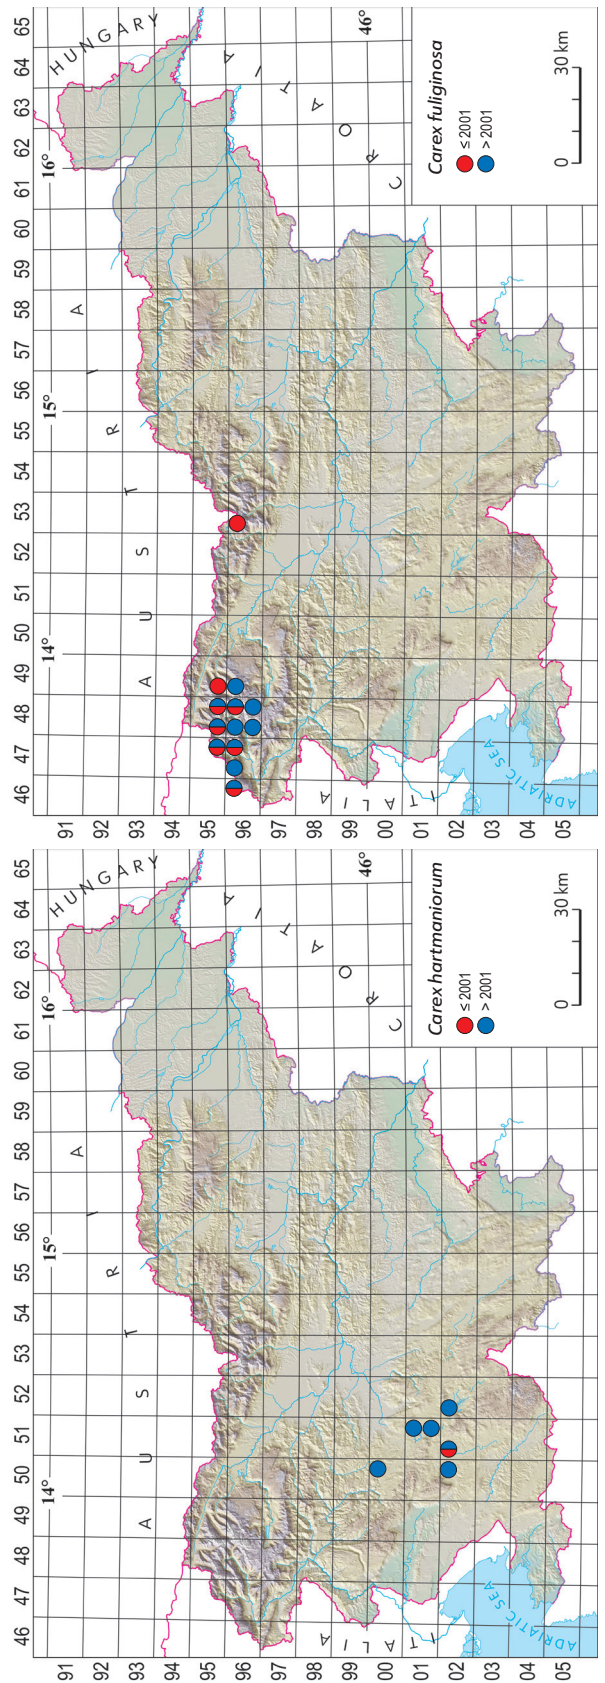 46 47 48 49 50 51 52 53 54 55 56 57 58 59 60 61 62 63 64 65
14° 15° 16°
91
92
93
94
95
96
97
98
99
00
01
02
03
04
05
AUSTRIA
HUNGARY
CROATIA
46°
ITALIA
ADRIATIC SEA
ADRIATIC SEA
Carex hartmaniorum
≤ 2001
> 2001
0 30 km
46 47 48 49 50 51 52 53 54 55 56 57 58 59 60 61 62 63 64 65
14° 15° 16°
91
92
93
94
95
96
97
98
99
00
01
02
03
04
05
AUSTRIA
HUNGARY
CROATIA
46°
ITALIA
ADRIATIC SEA
ADRIATIC SEA
Carex fuliginosa
≤ 2001
> 2001
0 30 km